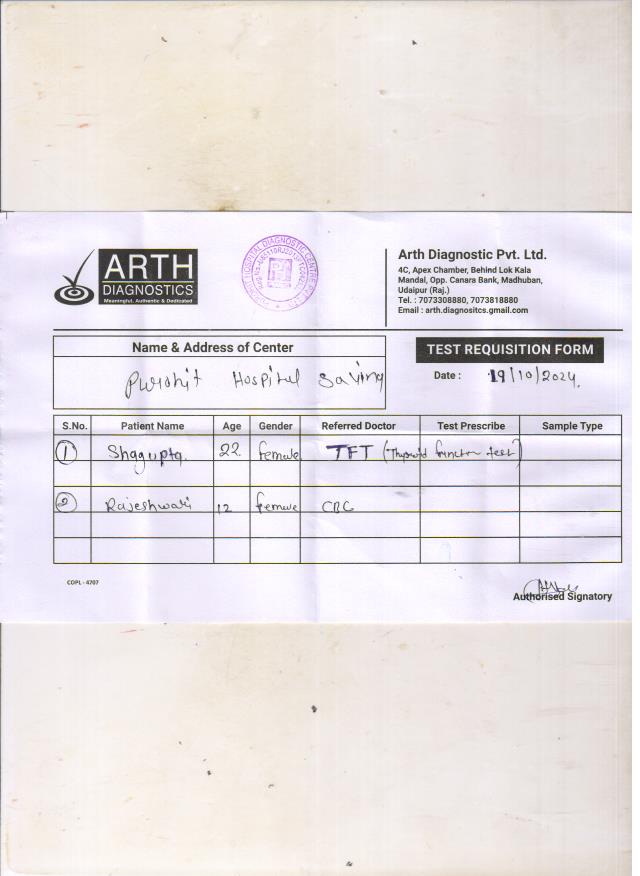 ARTH
DIAGNOSTICS
Meaningful, Authentic & Dedicated
Arth Diagnostic Pvt. Ltd.
4C, Apex Chamber, Behind Lok Kala
Mandal, Opp. Canara Bank, Madhuban,
Udaipur (Raj.)
Tel. : 7073308880, 7073818880
Email : arth.diagnositcs.gmail.com
Name & Address of Center
Purohit Hospital Saving
TEST REQUISITION FORM
Date : 19/10/2024.
S.No. Patient Name Age Gender Referred Doctor Test Prescribe Sample Type
1 Shagupta. 22 female TFT (Thyroid function test)
2 Rajeshwari 12 female CBC
COPL - 4707
Authorised Signatory